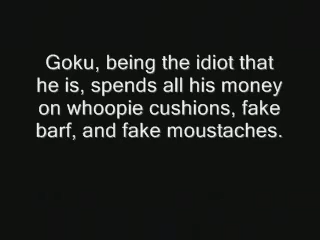 Goku, being the idiot that
he is, spends all his money
on whoopie cushions, fake
barf, and fake moustaches.